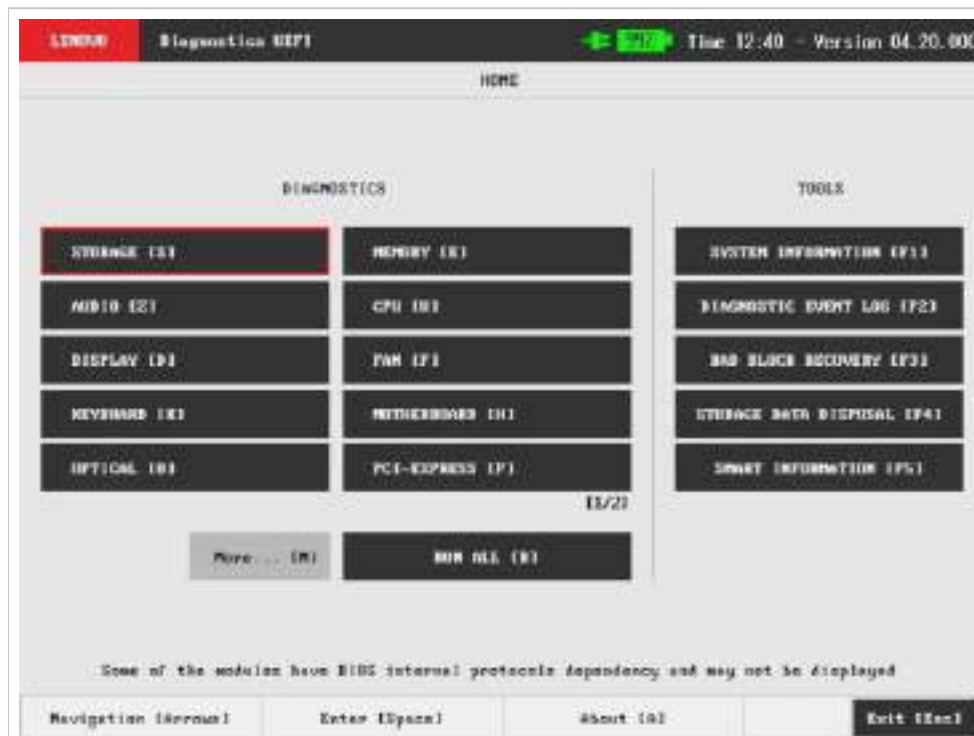 LENOVO Diagnostics UEFI Time 12:40 - Version 04.20.000
HOME
DIAGNOSTICS
TOOLS
STORAGE [S]
MEMORY [E]
SYSTEM INFORMATION [F1]
AUDIO [Z]
CPU [U]
DIAGNOSTIC EVENT LOG [F2]
DISPLAY [D]
FAN [F]
BAD BLOCK RECOVERY [F3]
KEYBOARD [K]
MOTHERBOARD [H]
STORAGE DATA DISPOSAL [F4]
OPTICAL [O]
PCI-EXPRESS [P]
SMART INFORMATION [F5]
[1/2]
More... [M]
RUN ALL [R]
Some of the modules have BIOS internal protocols dependency and may not be displayed
Navigation [Arrows]
Enter [Space]
About [A]
Exit [Esc]